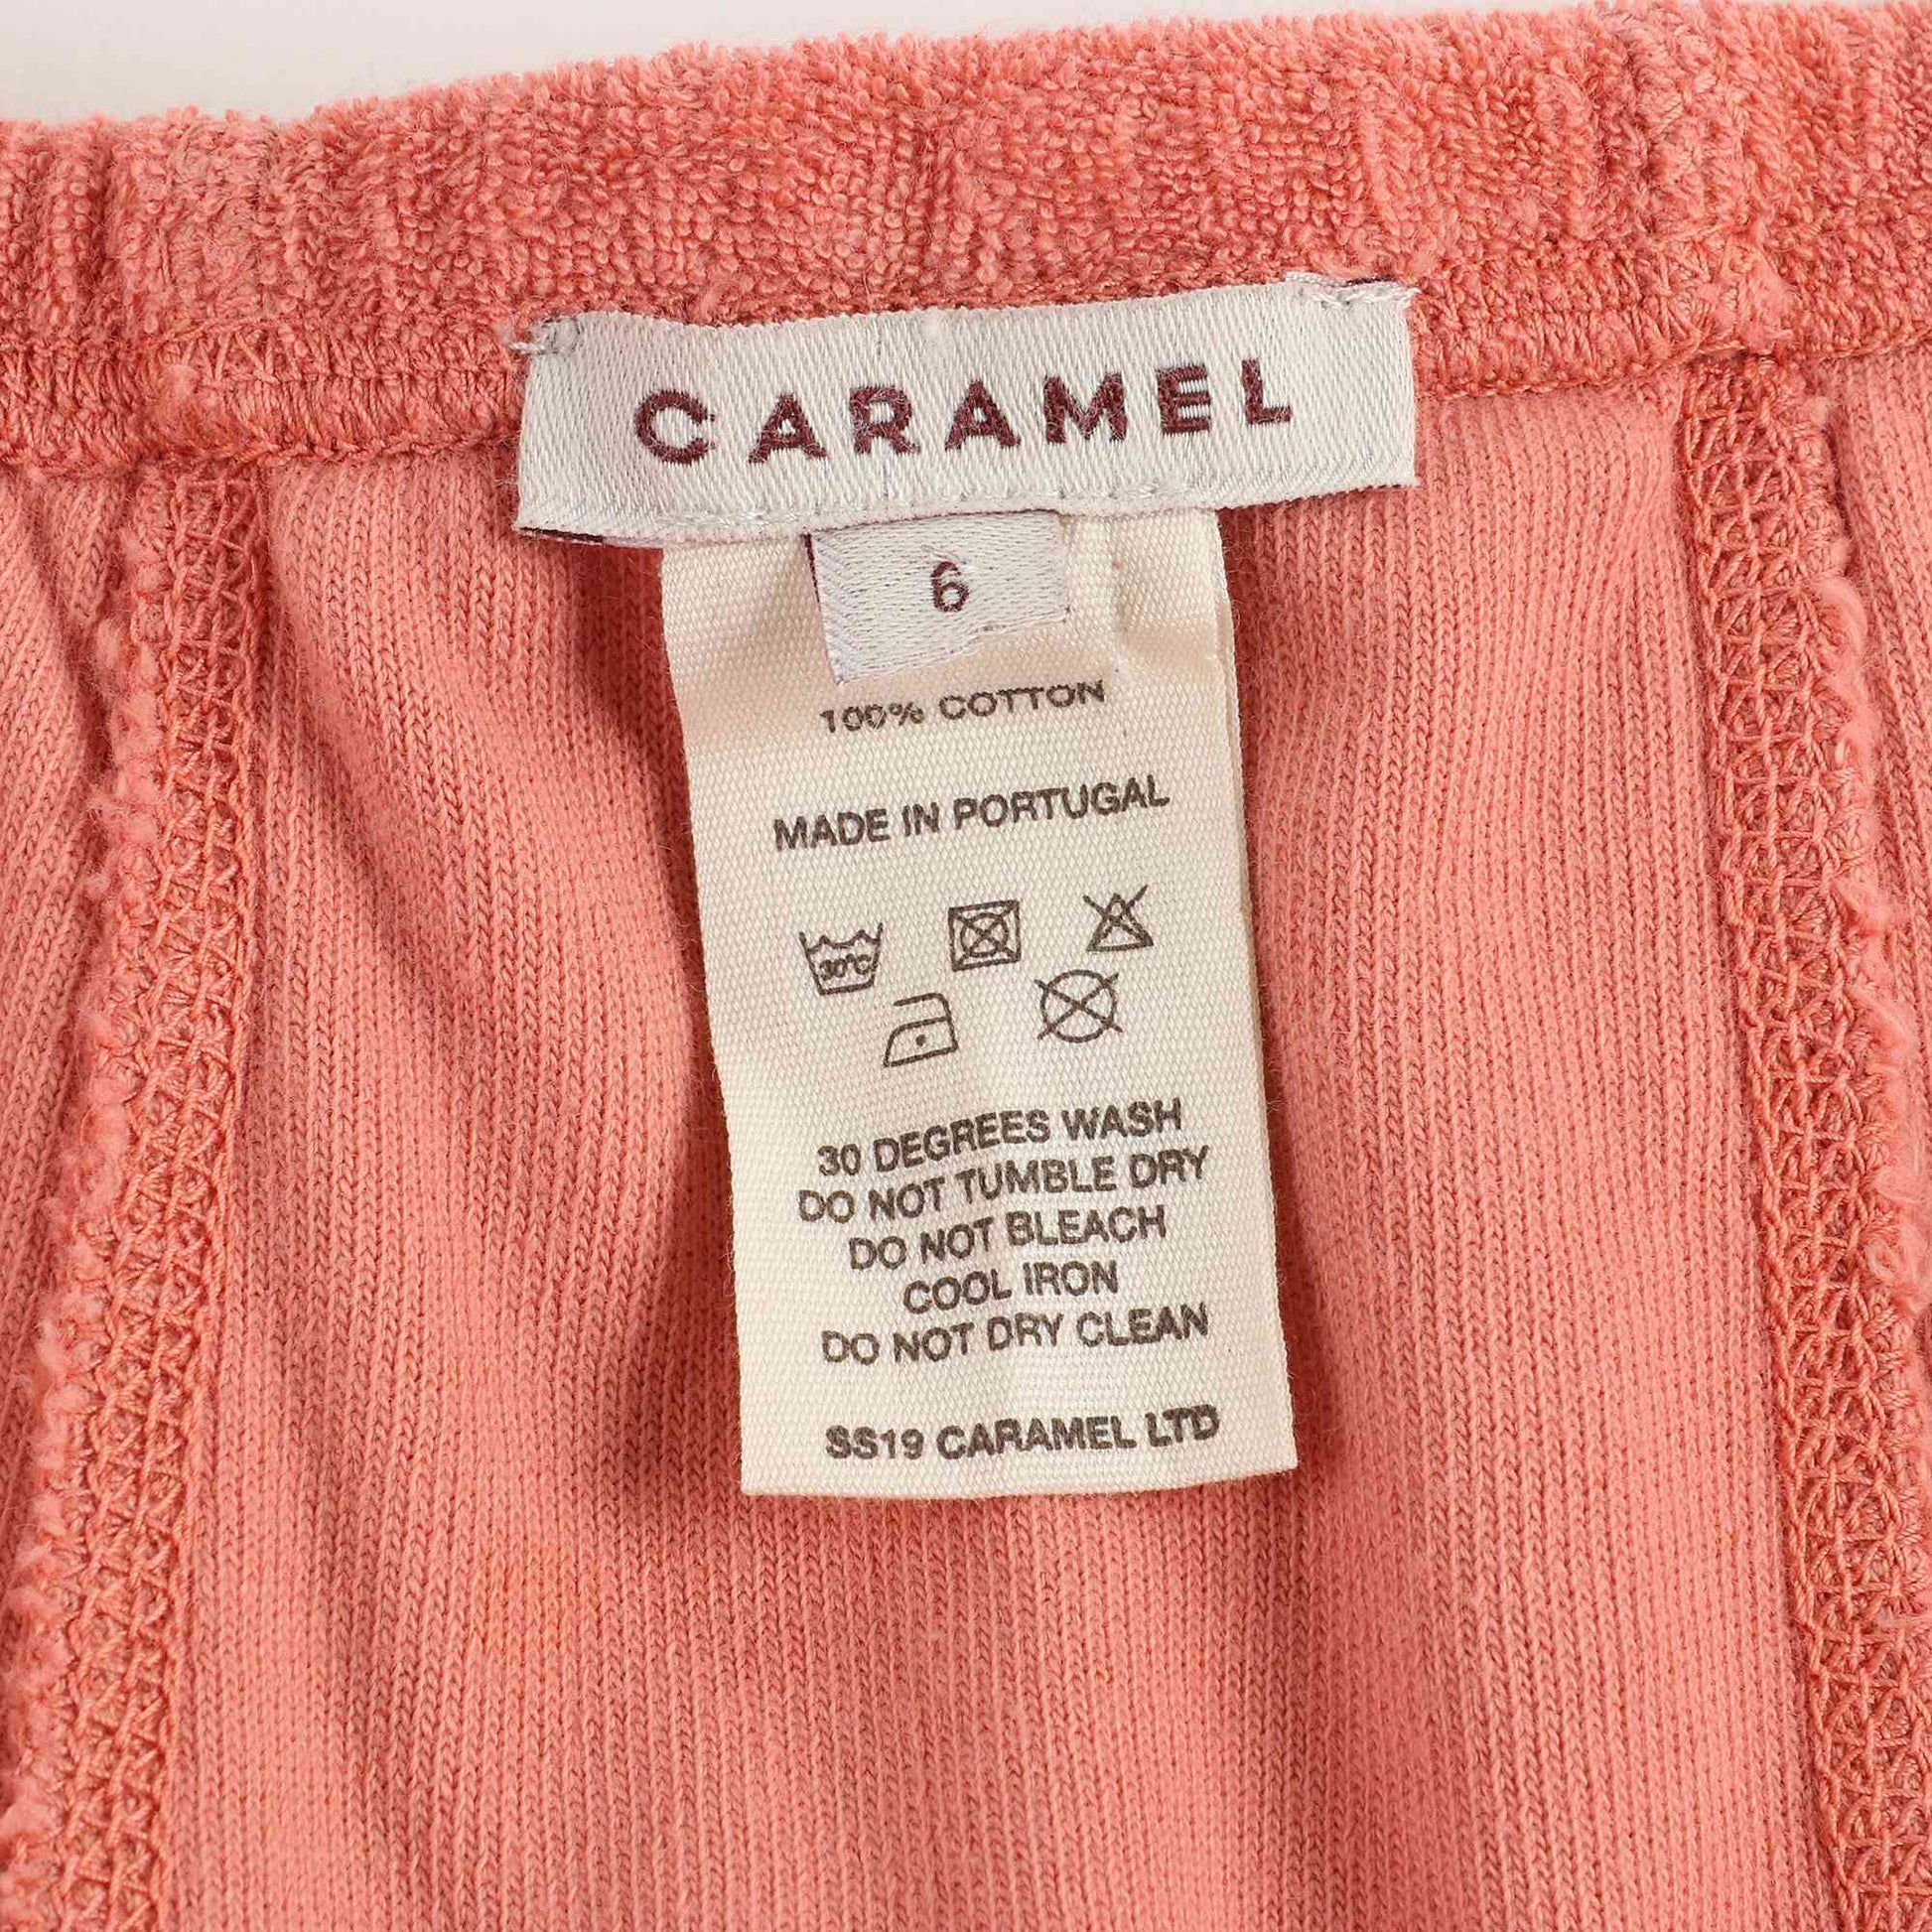 CARAMEL
6
100% COTTON
MADE IN PORTUGAL
30°C
30 DEGREES WASH
DO NOT TUMBLE DRY
DO NOT BLEACH
COOL IRON
DO NOT DRY CLEAN
SS19 CARAMEL LTD